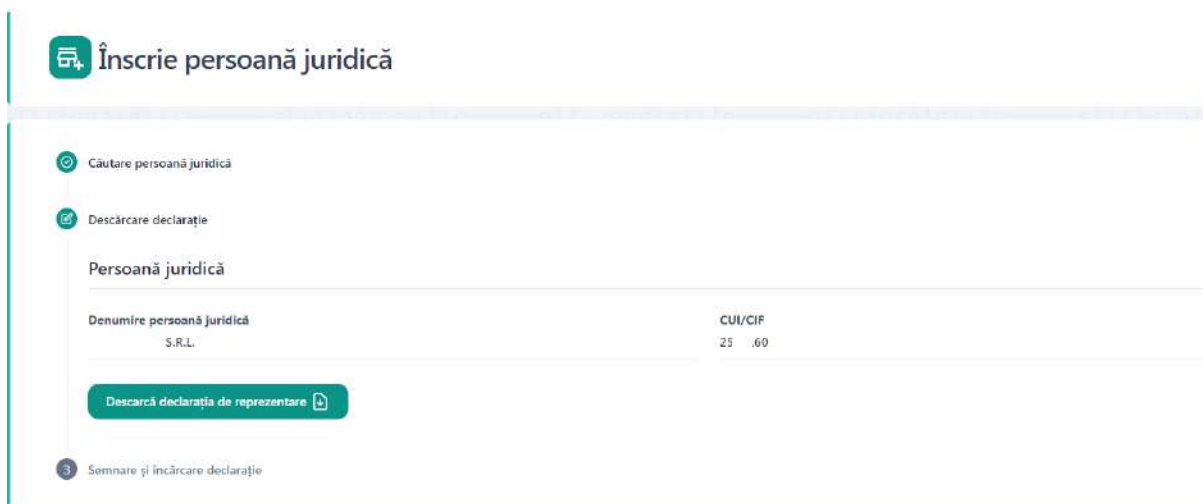 Înscrie persoană juridică
Căutare persoană juridică
Descărcare declarație
Persoană juridică
Denumire persoană juridică
CUI/CIF
S.R.L.
25 .60
Descarcă declarația de reprezentare
3 Semnare și încărcare declarație